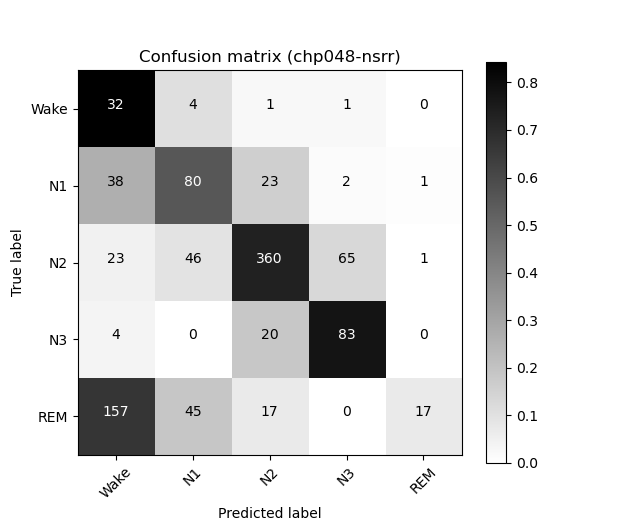 Confusion matrix (chp048-nsrr)
Wake 32 4 1 1 0
N1 38 80 23 2 1
N2 23 46 360 65 1
N3 4 0 20 83 0
REM 157 45 17 0 17
Wake N1 N2 N3 REM
Predicted label
True label
0.8
0.7
0.6
0.5
0.4
0.3
0.2
0.1
0.0